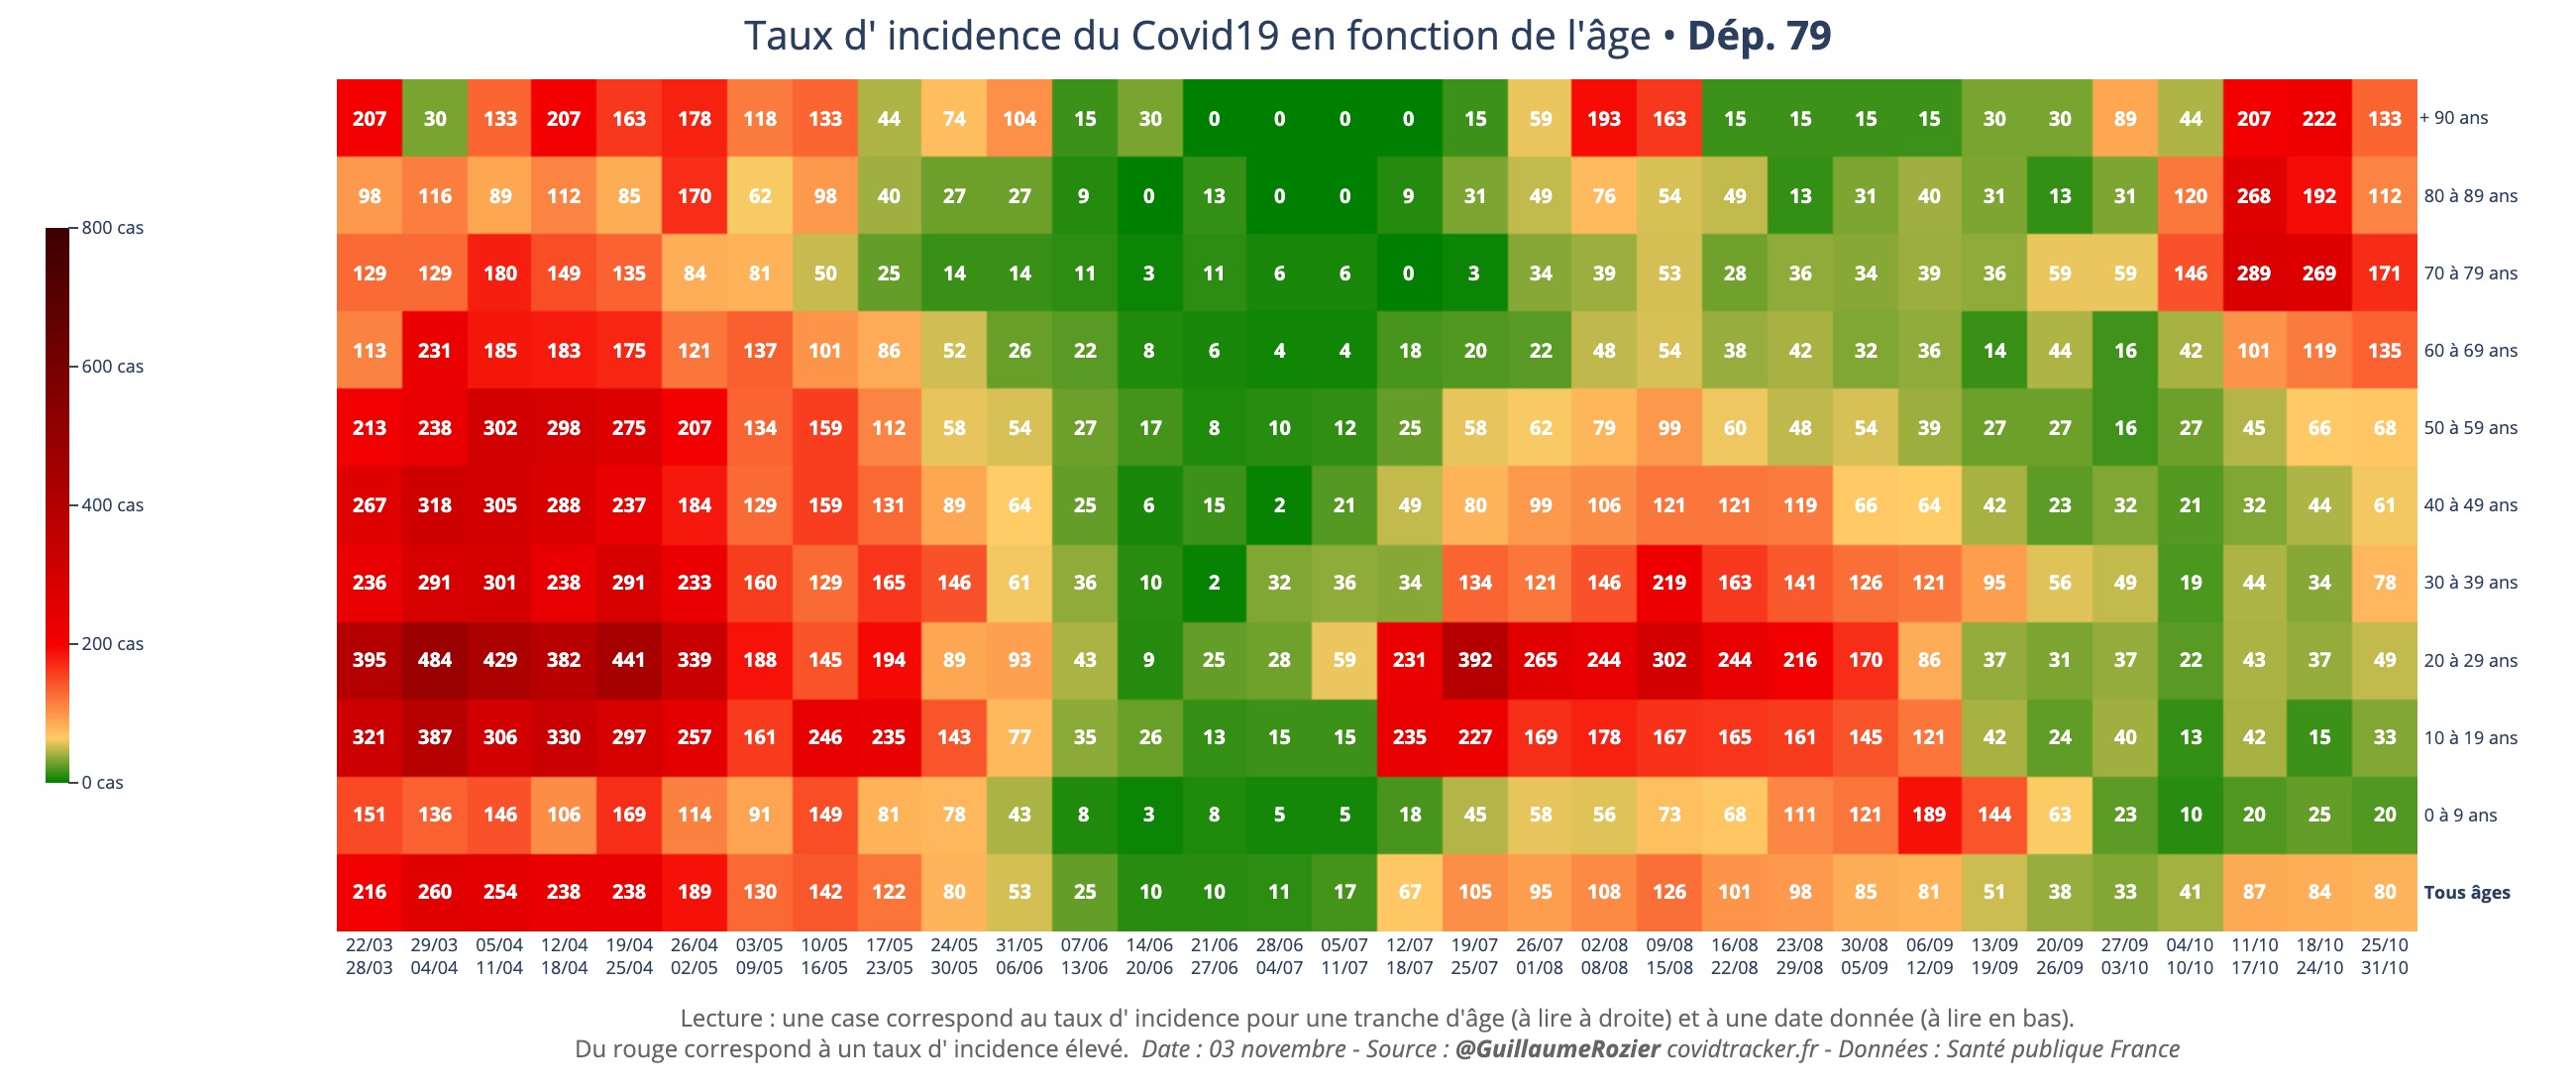 Taux d' incidence du Covid19 en fonction de l'âge • Dép. 79
800 cas
600 cas
400 cas
200 cas
0 cas
207 30 133 207 163 178 118 133 44 74 104 15 30 0 0 0 0 15 59 193 163 15 15 15 15 30 30 89 44 207 222 133 + 90 ans
98 116 89 112 85 170 62 98 40 27 27 9 0 13 0 0 9 31 49 76 54 49 13 31 40 31 13 31 120 268 192 112 80 à 89 ans
129 129 180 149 135 84 81 50 25 14 14 11 3 11 6 6 0 3 34 39 53 28 36 34 39 36 59 59 146 289 269 171 70 à 79 ans
113 231 185 183 175 121 137 101 86 52 26 22 8 6 4 4 18 20 22 48 54 38 42 32 36 14 44 16 42 101 119 135 60 à 69 ans
213 238 302 298 275 207 134 159 112 58 54 27 17 8 10 12 25 58 62 79 99 60 48 54 39 27 27 16 27 45 66 68 50 à 59 ans
267 318 305 288 237 184 129 159 131 89 64 25 6 15 2 21 49 80 99 106 121 121 119 66 64 42 23 32 21 32 44 61 40 à 49 ans
236 291 301 238 291 233 160 129 165 146 61 36 10 2 32 36 34 134 121 146 219 163 141 126 121 95 56 49 19 44 34 78 30 à 39 ans
395 484 429 382 441 339 188 145 194 89 93 43 9 25 28 59 231 392 265 244 302 244 216 170 86 37 31 37 22 43 37 49 20 à 29 ans
321 387 306 330 297 257 161 246 235 143 77 35 26 13 15 15 235 227 169 178 167 165 161 145 121 42 24 40 13 42 15 33 10 à 19 ans
151 136 146 106 169 114 91 149 81 78 43 8 3 8 5 5 18 45 58 56 73 68 111 121 189 144 63 23 10 20 25 20 0 à 9 ans
216 260 254 238 238 189 130 142 122 80 53 25 10 10 11 17 67 105 95 108 126 101 98 85 81 51 38 33 41 87 84 80 Tous âges
22/03 29/03 05/04 12/04 19/04 26/04 03/05 10/05 17/05 24/05 31/05 07/06 14/06 21/06 28/06 05/07 12/07 19/07 26/07 02/08 09/08 16/08 23/08 30/08 06/09 13/09 20/09 27/09 04/10 11/10 18/10 25/10
28/03 04/04 11/04 18/04 25/04 02/05 09/05 16/05 23/05 30/05 06/06 13/06 20/06 27/06 04/07 11/07 18/07 25/07 01/08 08/08 15/08 22/08 29/08 05/09 12/09 19/09 26/09 03/10 10/10 17/10 24/10 31/10
Lecture : une case correspond au taux d' incidence pour une tranche d'âge (à lire à droite) et à une date donnée (à lire en bas).
Du rouge correspond à un taux d' incidence élevé. Date : 03 novembre - Source : @GuillaumeRozier covidtracker.fr - Données : Santé publique France